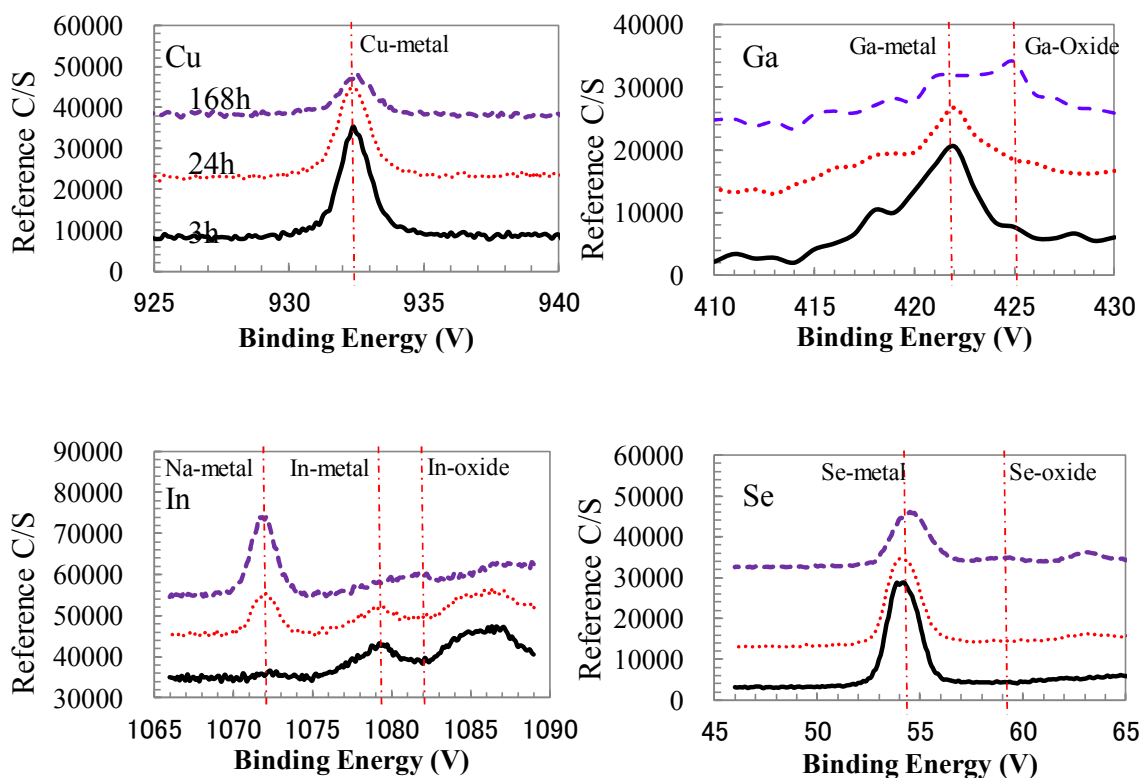 60000
50000
40000
30000
20000
10000
0
Reference C/S
Cu
Cu-metal
168h
24h
3h
925 930 935 940
Binding Energy (V)
40000
30000
20000
10000
0
Reference C/S
Ga
Ga-metal
Ga-Oxide
410 415 420 425 430
Binding Energy (V)
90000
80000
70000
60000
50000
40000
30000
Reference C/S
Na-metal
In-metal
In-oxide
In
1065 1070 1075 1080 1085 1090
Binding Energy (V)
60000
50000
40000
30000
20000
10000
0
Reference C/S
Se
Se-metal
Se-oxide
45 50 55 60 65
Binding Energy (V)